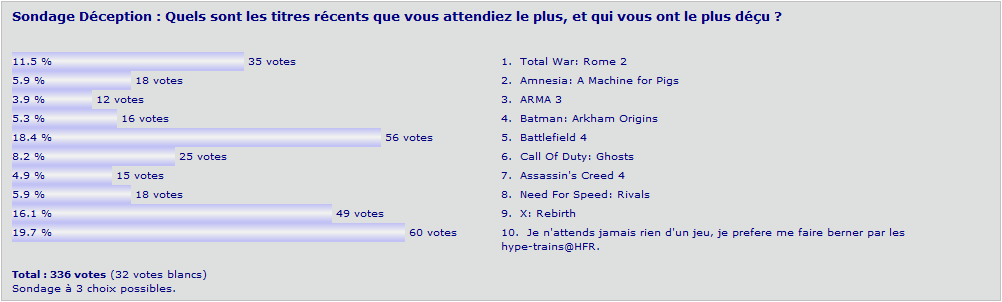 Sondage Déception : Quels sont les titres récents que vous attendiez le plus, et qui vous ont le plus déçu ?
11.5 % 35 votes 1. Total War: Rome 2
5.9 % 18 votes 2. Amnesia: A Machine for Pigs
3.9 % 12 votes 3. ARMA 3
5.3 % 16 votes 4. Batman: Arkham Origins
18.4 % 56 votes 5. Battlefield 4
8.2 % 25 votes 6. Call Of Duty: Ghosts
4.9 % 15 votes 7. Assassin's Creed 4
5.9 % 18 votes 8. Need For Speed: Rivals
16.1 % 49 votes 9. X: Rebirth
19.7 % 60 votes 10. Je n'attends jamais rien d'un jeu, je prefere me faire berner par les
hype-trains@HFR.
Total : 336 votes (32 votes blancs)
Sondage à 3 choix possibles.